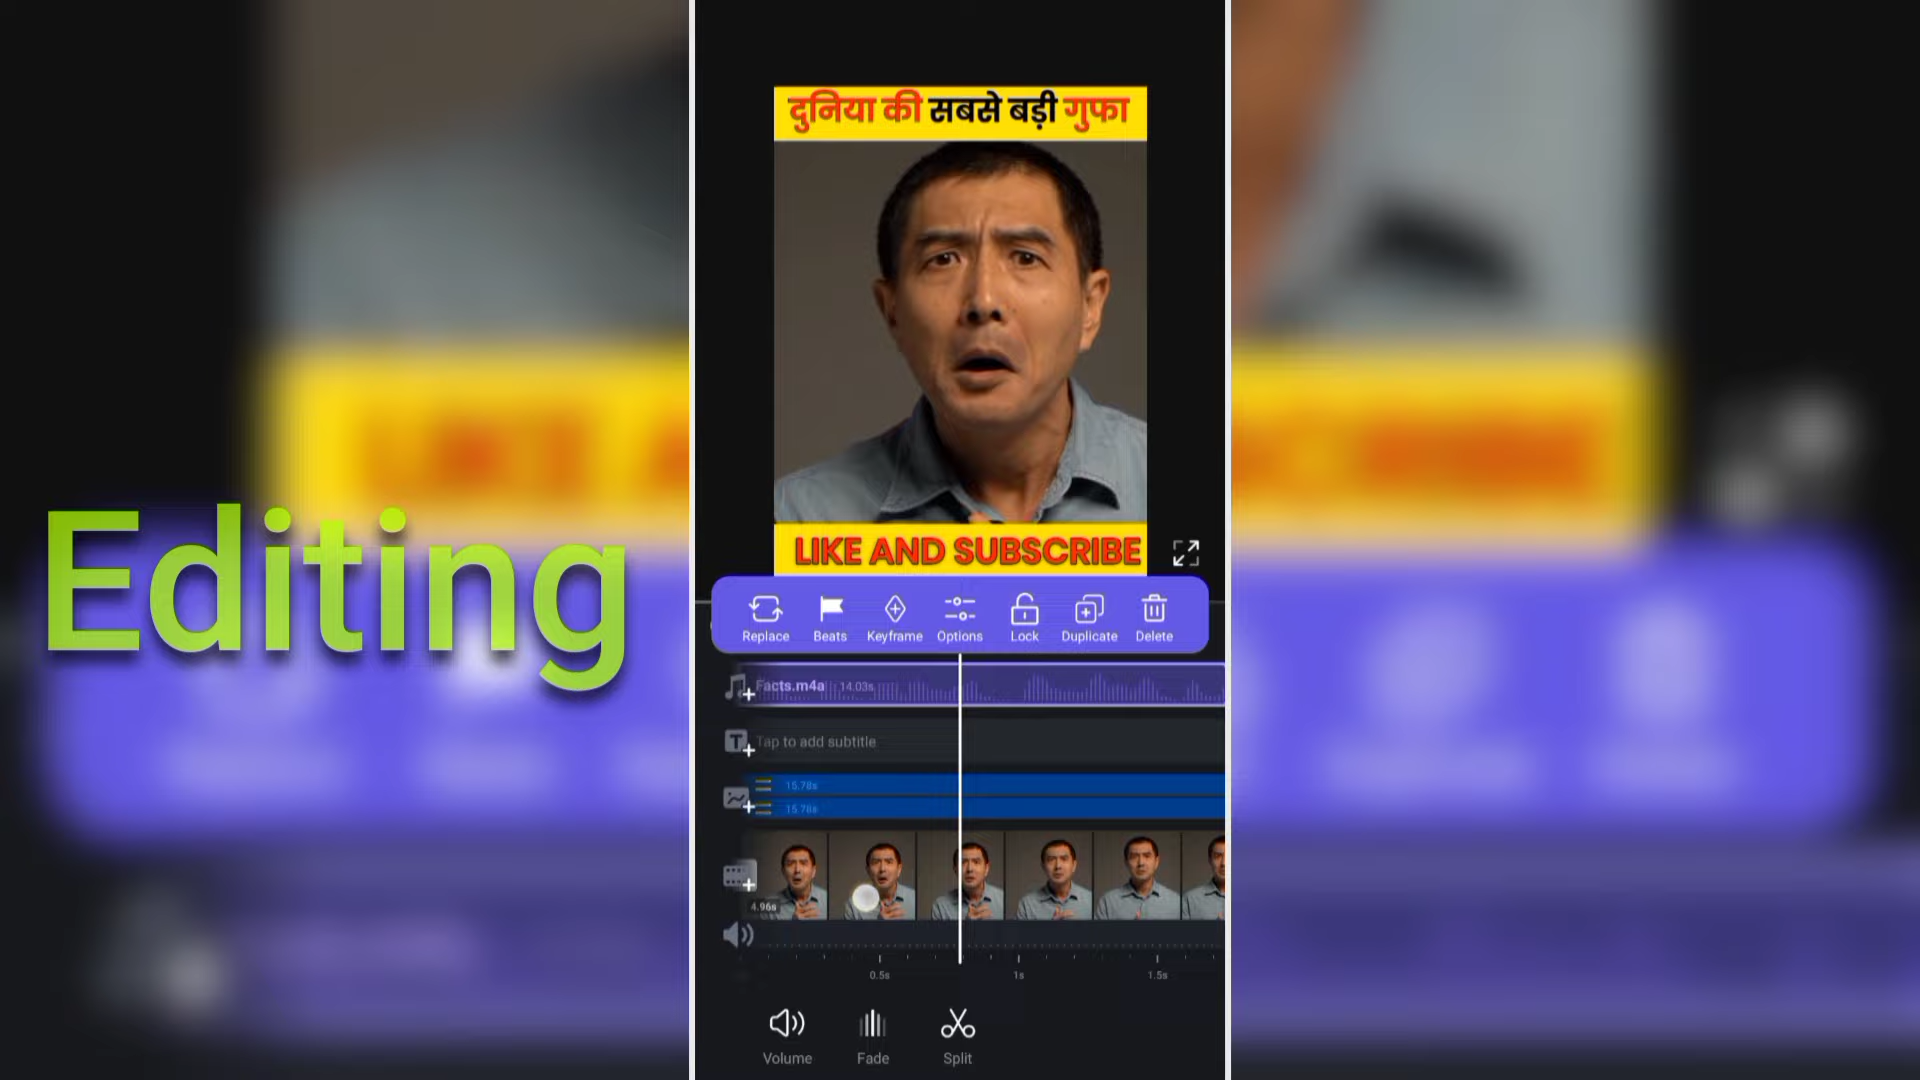 दुनिया की सबसे बड़ी गुफा
LIKE AND SUBSCRIBE
Editing
Replace Beats Keyframe Options Lock Duplicate Delete
Facts.m4a 14.03s
Tap to add subtitle
15.78s
15.78s
4.96s
0.5s 1s 1.5s
Volume Fade Split